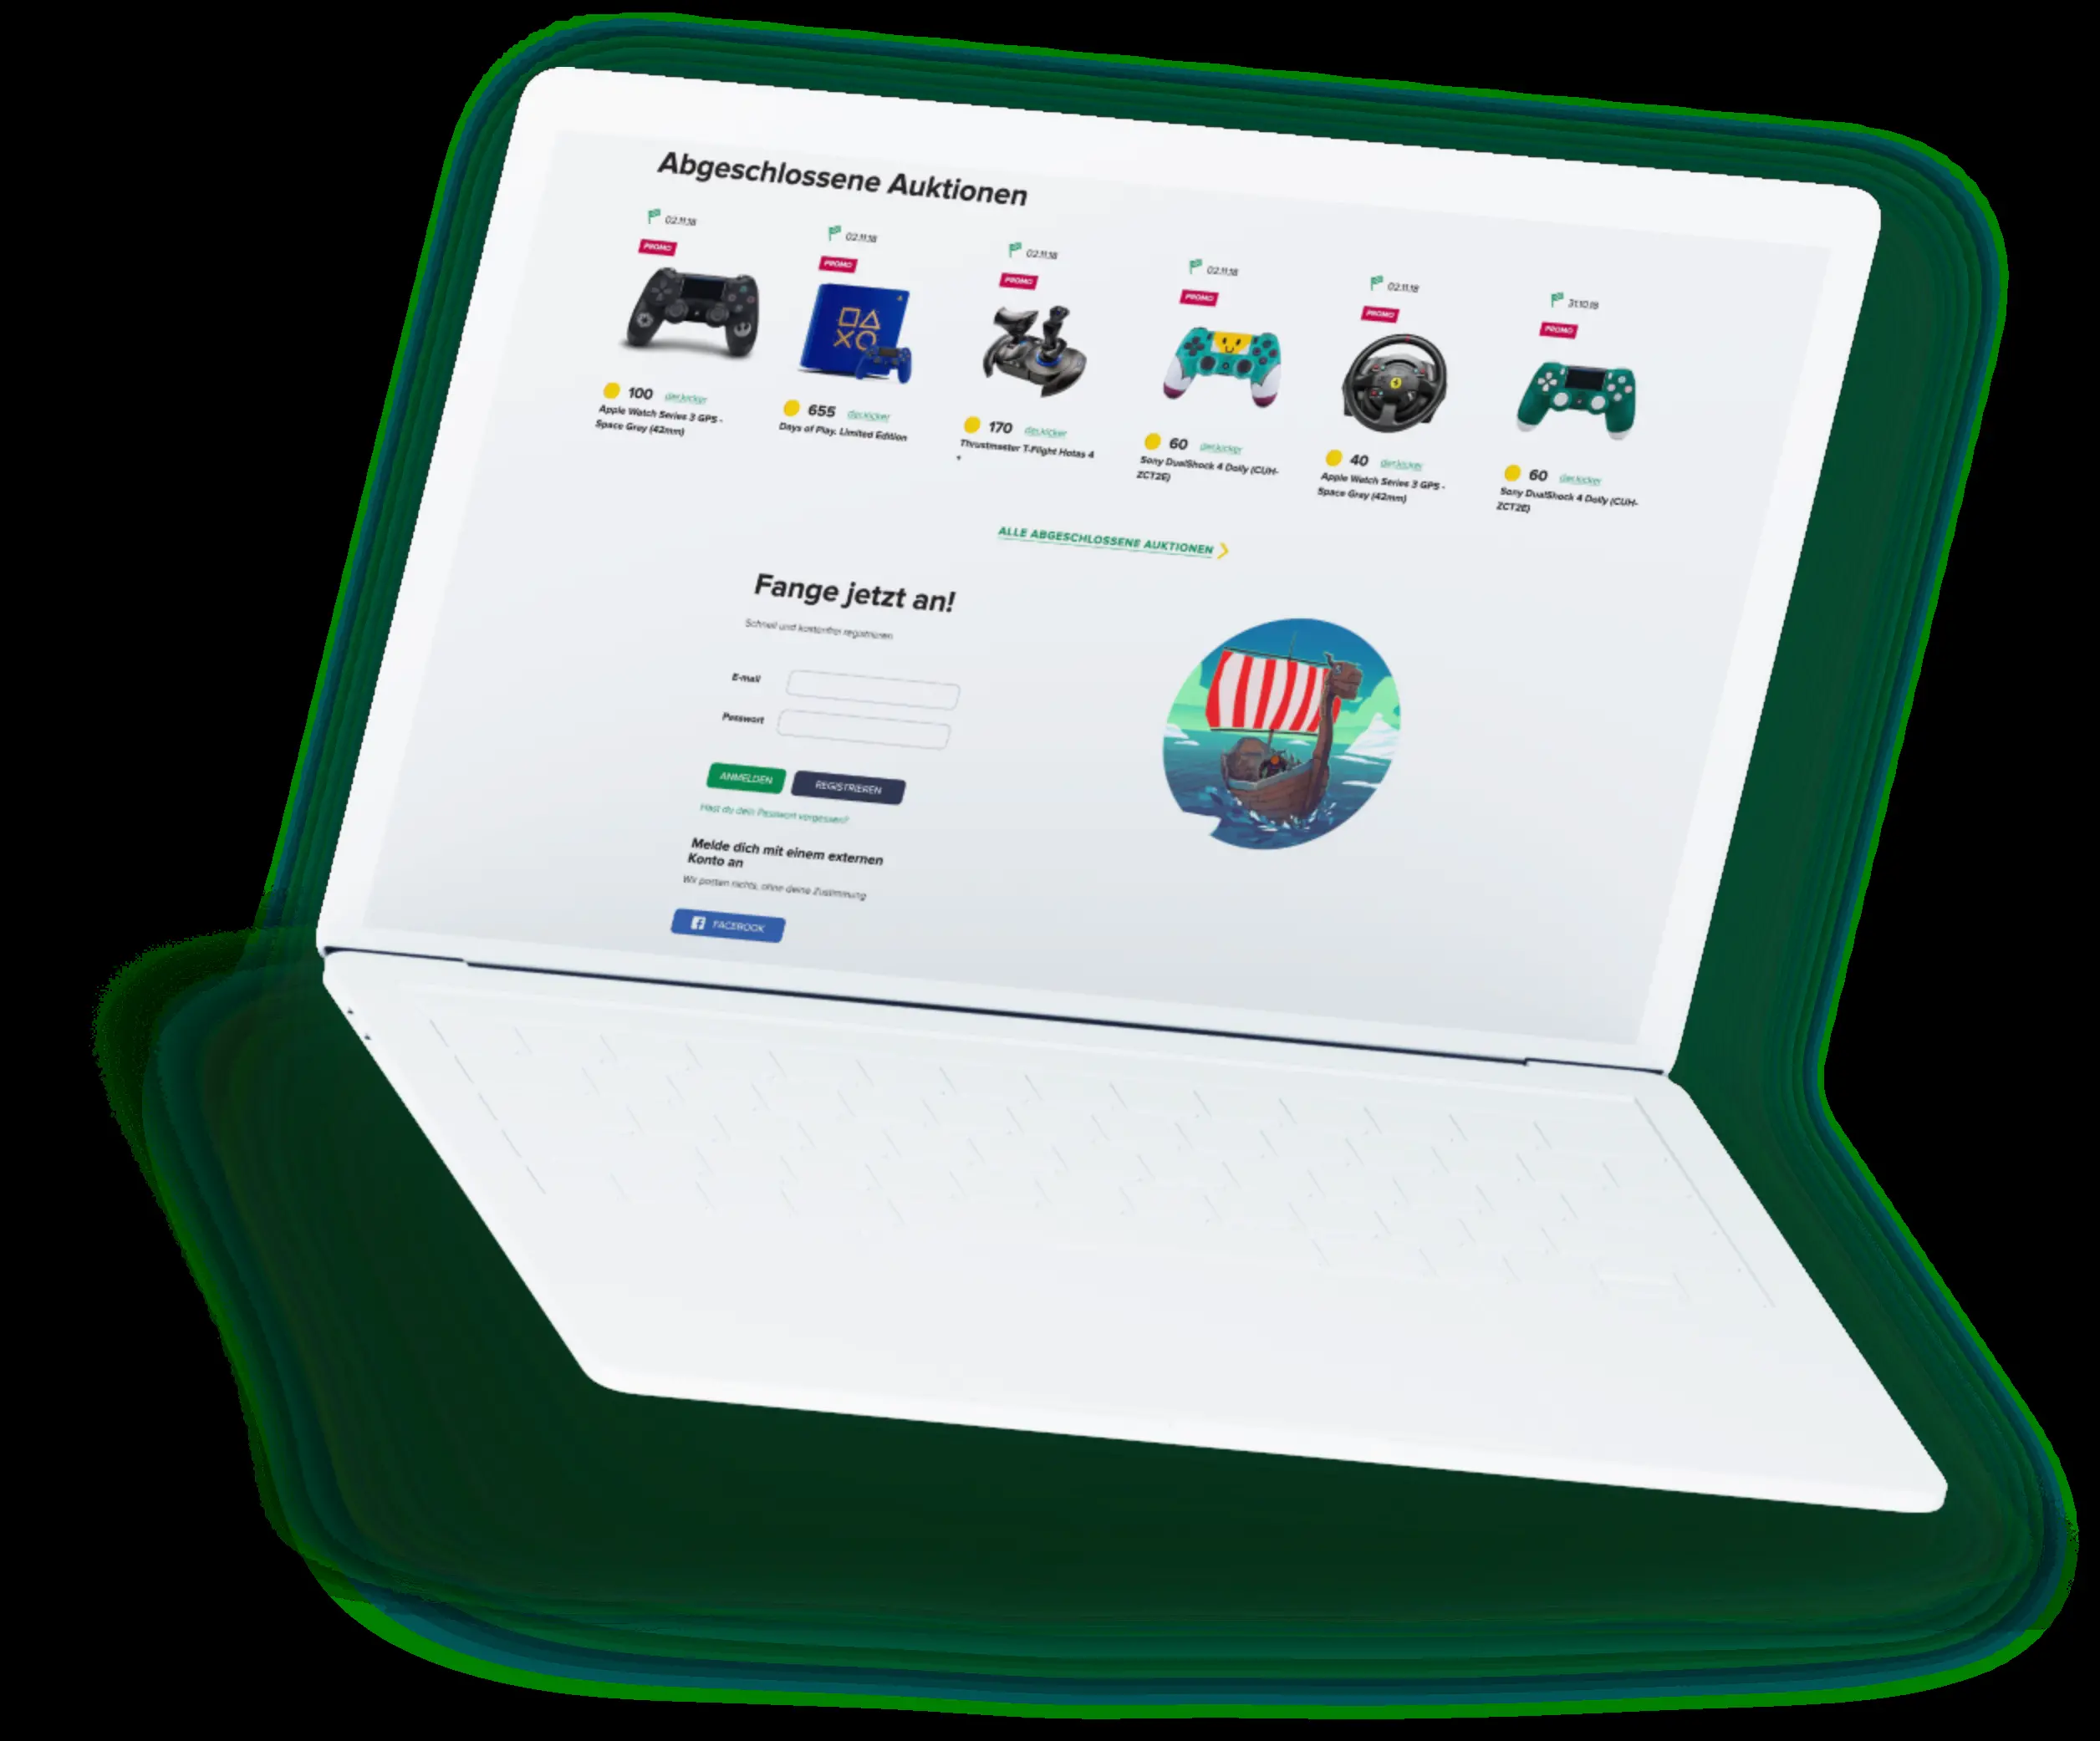 Abgeschlossene Auktionen
02.11.18
02.11.18
02.11.18
02.11.18
02.11.18
31.10.18
PROMO
PROMO
PROMO
PROMO
PROMO
PROMO
100 der.kicker
Apple Watch Series 3 GPS -
Space Grey (42mm)
655 der.kicker
Days of Play. Limited Edition
170 der.kicker
Thrustmaster T-Flight Hotas 4
60 der.kicker
Sony DualShock 4 Dolly (CUH-
ZCT2E)
40 der.kicker
Apple Watch Series 3 GPS -
Space Grey (42mm)
60 der.kicker
Sony DualShock 4 Dolly (CUH-
ZCT2E)
ALLE ABGESCHLOSSENE AUKTIONEN
Fange jetzt an!
Schnell und kostenfrei registrieren
E-mail
Passwort
ANMELDEN
REGISTRIEREN
Hast du dein Passwort vergessen?
Melde dich mit einem externen
Konto an
Wir posten nichts, ohne deine Zustimmung
FACEBOOK